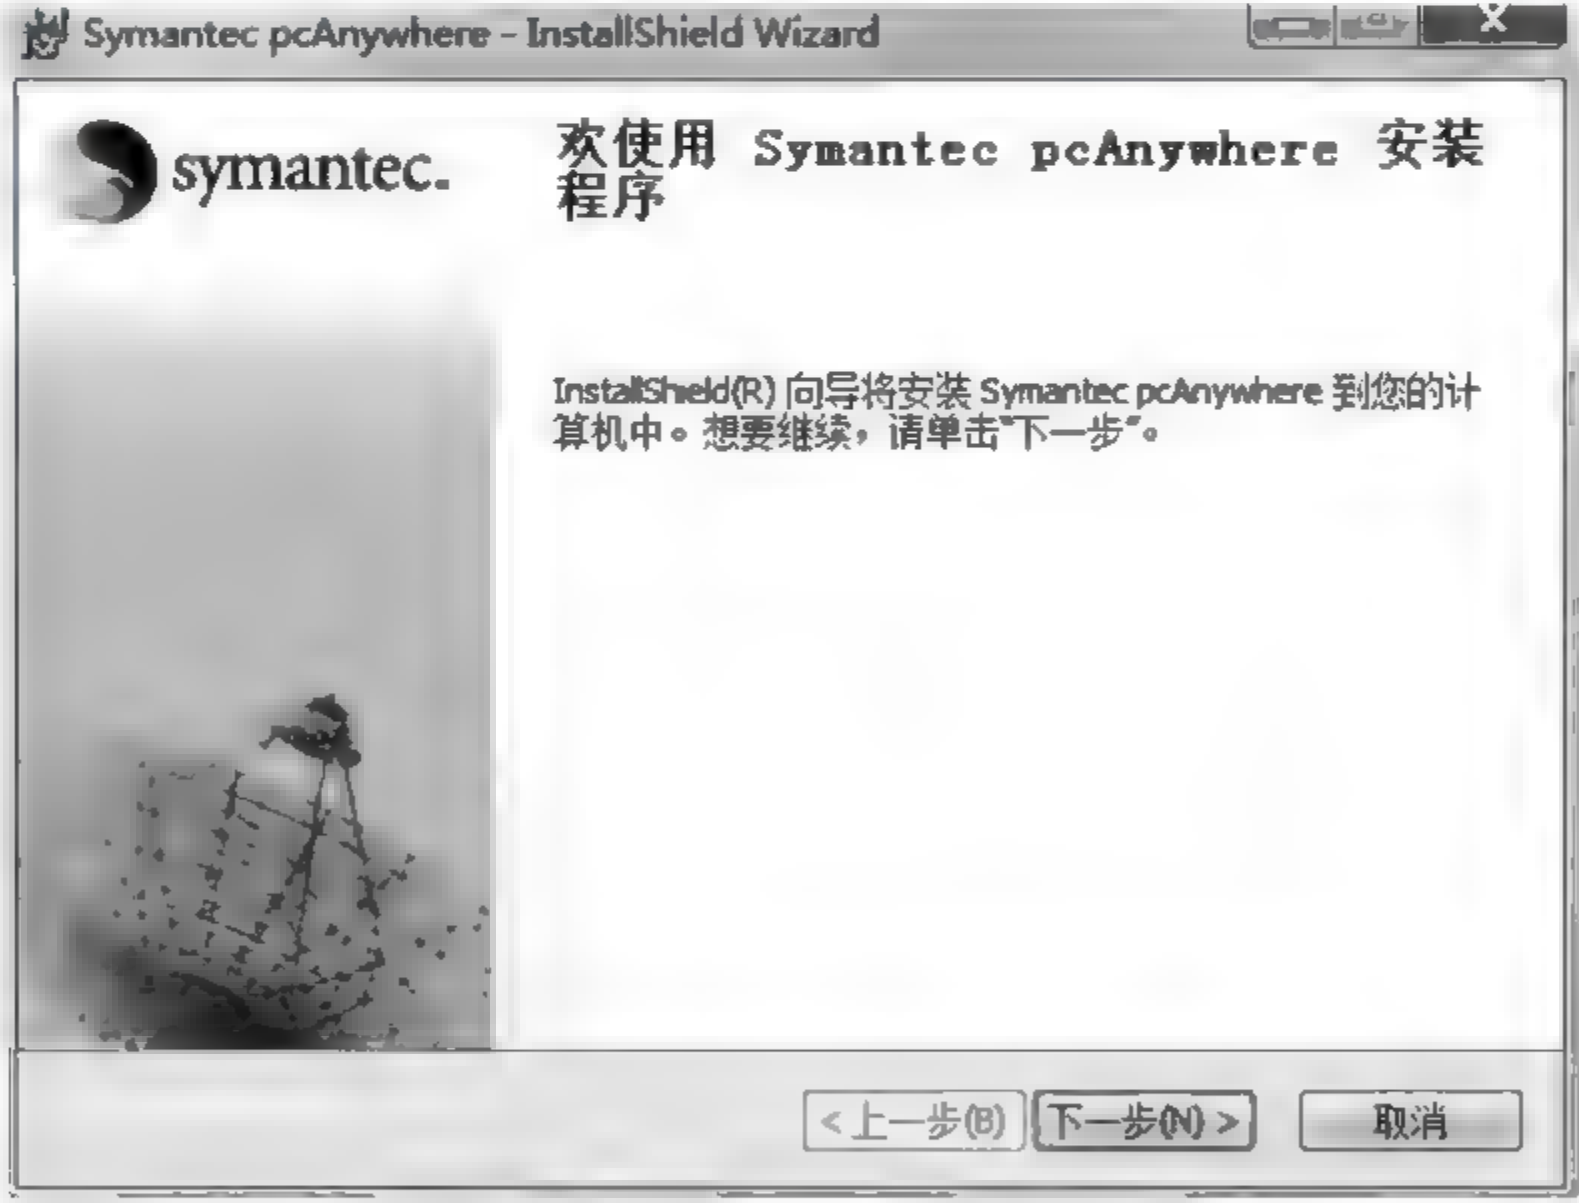 Symantec pcAnywhere - InstallShield Wizard
symantec.
欢使用 Symantec pcAnywhere 安装
程序
InstallShield(R) 向导将安装 Symantec pcAnywhere 到您的计
算机中。想要继续，请单击"下一步"。
< 上一步(B) 下一步(N) > 取消